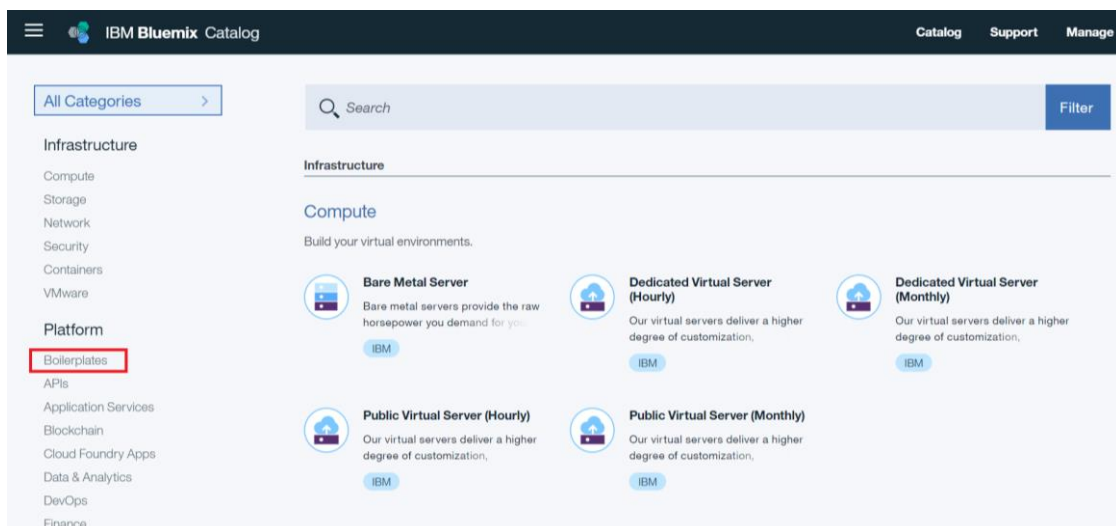 IBM Bluemix Catalog
Catalog Support Manage
All Categories
Search
Filter
Infrastructure
Compute
Storage
Network
Security
Containers
VMware
Platform
Boilerplates
APIs
Application Services
Blockchain
Cloud Foundry Apps
Data & Analytics
DevOps
Finance
Infrastructure
Compute
Build your virtual environments.
Bare Metal Server
Bare metal servers provide the raw
horsepower you demand for you
IBM
Dedicated Virtual Server
(Hourly)
Our virtual servers deliver a higher
degree of customization,
IBM
Dedicated Virtual Server
(Monthly)
Our virtual servers deliver a higher
degree of customization,
IBM
Public Virtual Server (Hourly)
Our virtual servers deliver a higher
degree of customization,
IBM
Public Virtual Server (Monthly)
Our virtual servers deliver a higher
degree of customization,
IBM